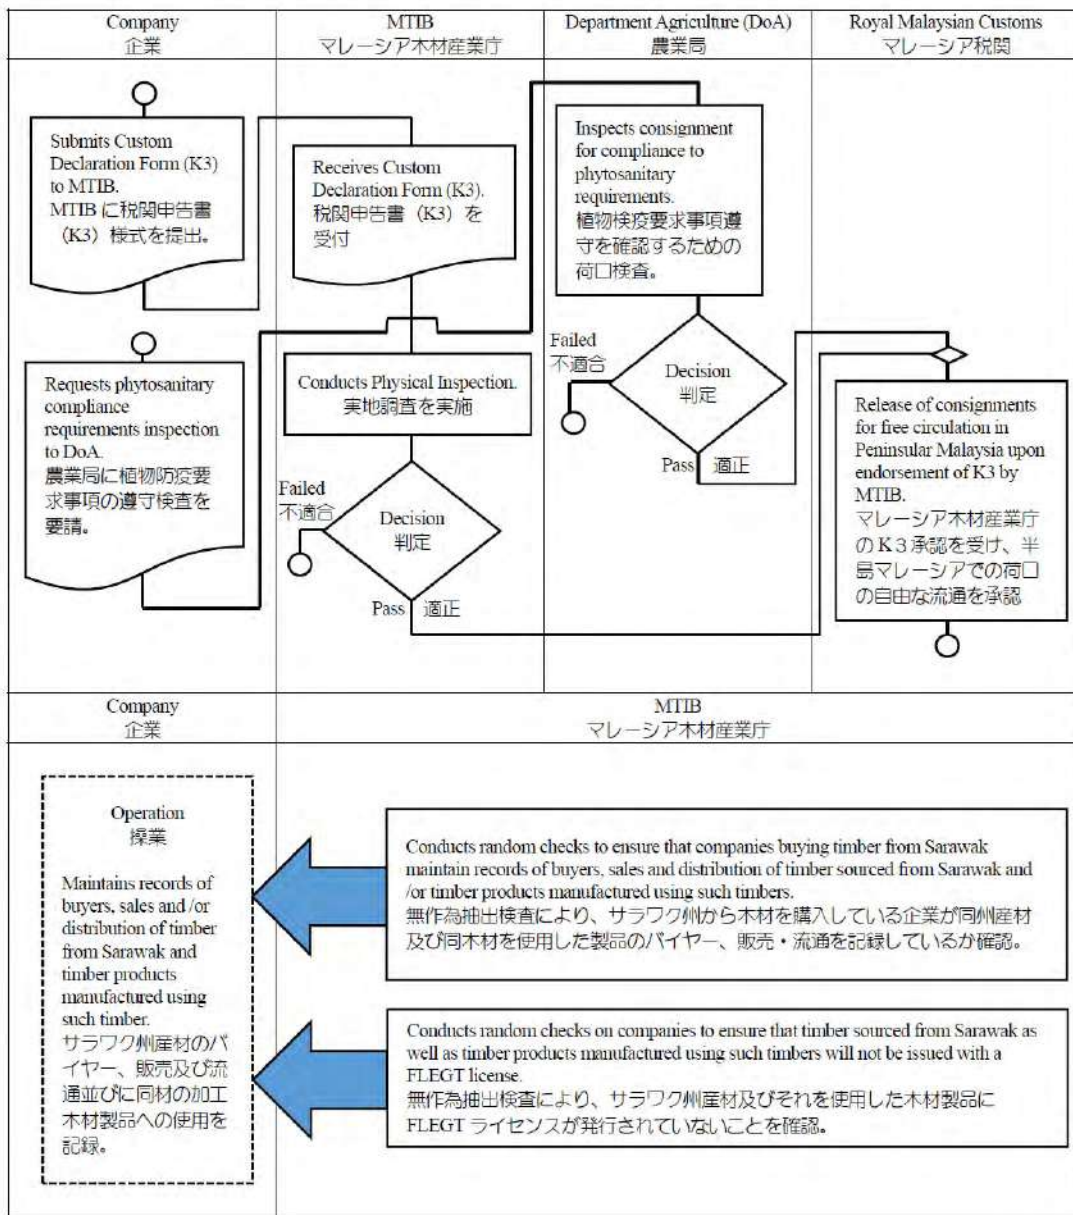 Company
企業
MTIB
マレーシア木材産業庁
Department Agriculture (DoA)
農業局
Royal Malaysian Customs
マレーシア税関
Submits Custom
Declaration Form (K3)
to MTIB.
MTIB に税関申告書
（K3）様式を提出。
Receives Custom
Declaration Form (K3).
税関申告書（K3）を
受付
Inspects consignment
for compliance to
phytosanitary
requirements.
植物検疫要求事項遵
守を確認するための
荷口検査。
Requests phytosanitary
compliance
requirements inspection
to DoA.
農業局に植物防疫要
求事項の遵守検査を
要請。
Conducts Physical Inspection.
実地調査を実施
Failed
不適合
Decision
判定
Pass
適正
Failed
不適合
Decision
判定
Pass
適正
Release of consignments
for free circulation in
Peninsular Malaysia upon
endorsement of K3 by
MTIB.
マレーシア木材産業庁
のK３承認を受け、半
島マレーシアでの荷口
の自由な流通を承認
Company
企業
MTIB
マレーシア木材産業庁
Operation
操業
Maintains records of
buyers, sales and /or
distribution of timber
from Sarawak and
timber products
manufactured using
such timber.
サラワク州産材のバ
イヤー、販売及び流
通並びに同材の加工
木材製品への使用を
記録。
Conducts random checks to ensure that companies buying timber from Sarawak
maintain records of buyers, sales and distribution of timber sourced from Sarawak and
/or timber products manufactured using such timbers.
無作為抽出検査により、サラワク州から木材を購入している企業が同州産材
及び同木材を使用した製品のバイヤー、販売・流通を記録しているか確認。
Conducts random checks on companies to ensure that timber sourced from Sarawak as
well as timber products manufactured using such timbers will not be issued with a
FLEGT license.
無作為抽出検査により、サラワク州産材及びそれを使用した木材製品に
FLEGT ライセンスが発行されていないことを確認。